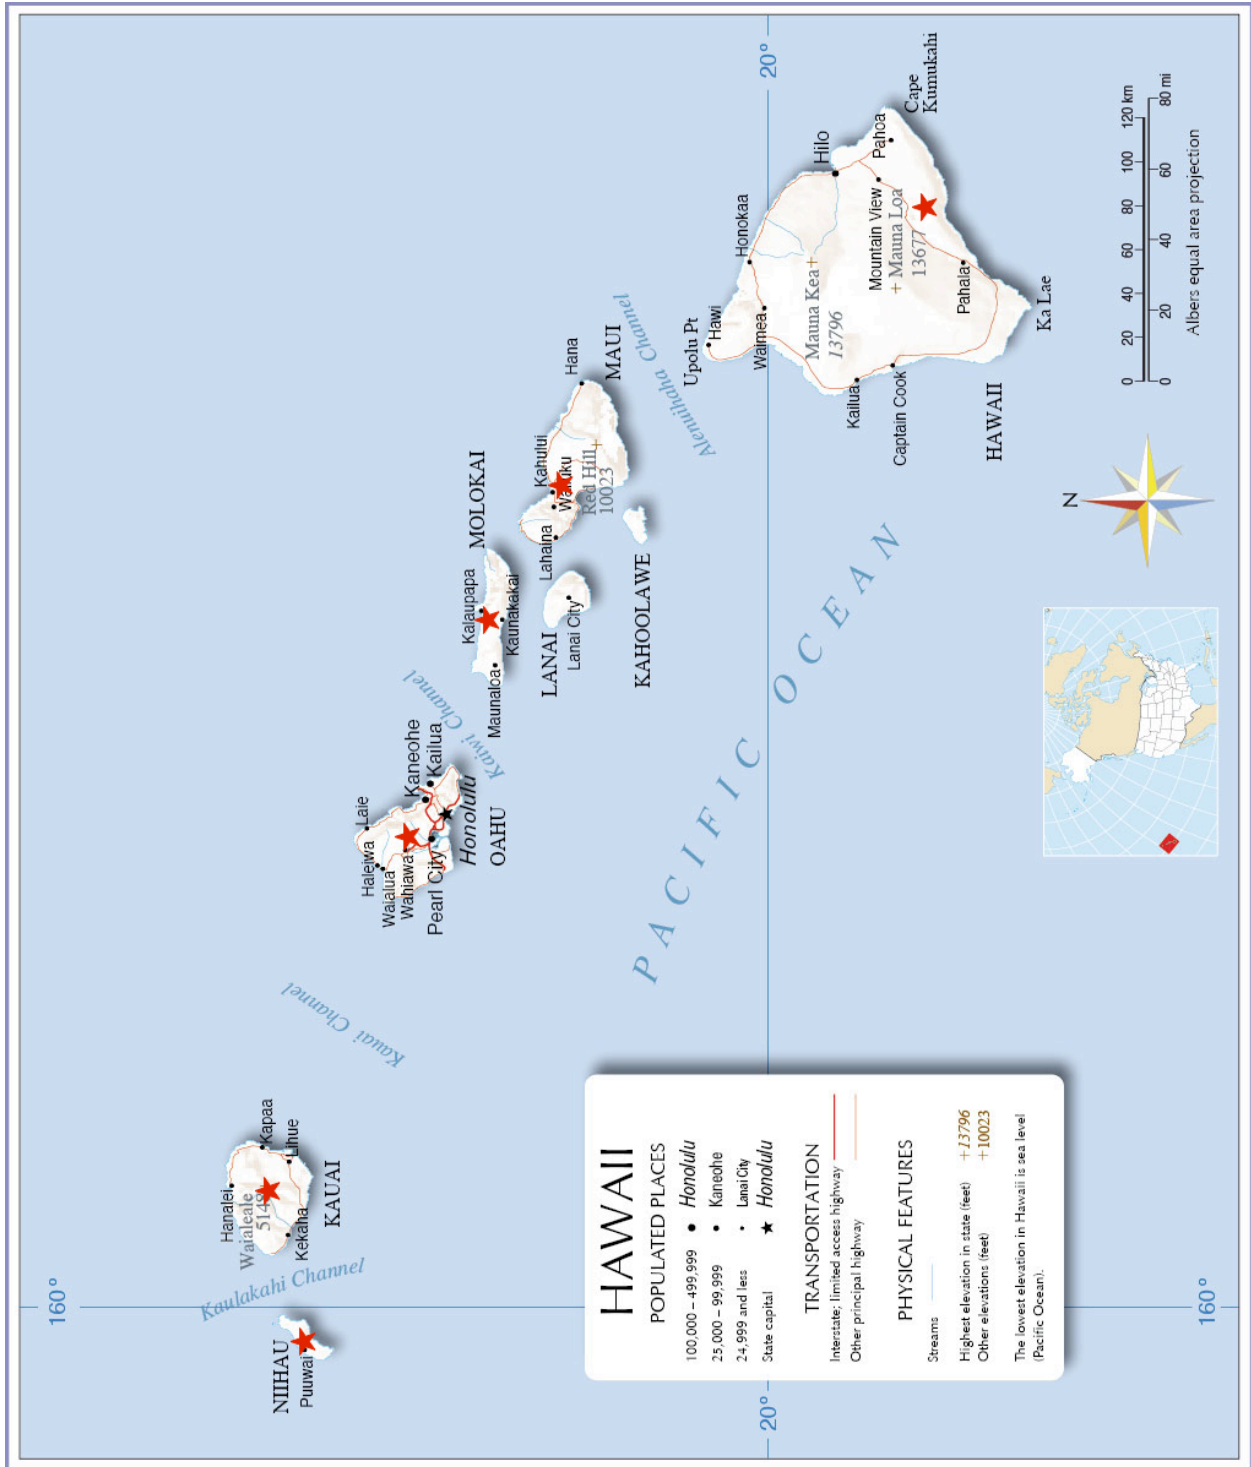 160°
20°
NIIHAU
Puuwai
Kaulakahi Channel
Hanalei
Waialeale
Kapaa
Lihue
Kekaha
KAUAI
Kauai Channel
Haleiwa
Laie
Waialua
Wahiawa
Pearl City
Kaneohe
Kailua
Honolulu
OAHU
Kaiwi Channel
Kalaupapa
MOLOKAI
Maunaloa
Kaunakakai
LANAI
Lanai City
Lahaina
Kahului
Hana
Red Hill
10023
MAUI
KAHOOLAWE
Alenuihaha Channel
Upolu Pt
Hawi
Honokaa
Waimea
Mauna Kea
13796
Hilo
Kailua
Captain Cook
Mountain View
Mauna Loa
13677
Pahoa
Cape
Kumukahi
Pahala
HAWAII
Ka Lae
PACIFIC OCEAN
20°
160°
HAWAII
POPULATED PLACES
100,000 – 499,999 Honolulu
25,000 – 99,999 Kaneohe
24,999 and less Lanai City
State capital Honolulu
TRANSPORTATION
Interstate; limited access highway
Other principal highway
PHYSICAL FEATURES
Streams
Highest elevation in state (feet) +13796
Other elevations (feet) +10023
The lowest elevation in Hawaii is sea level
(Pacific Ocean).
N
0 20 40 60 80 100 120 km
0 20 40 60 80 mi
Albers equal area projection